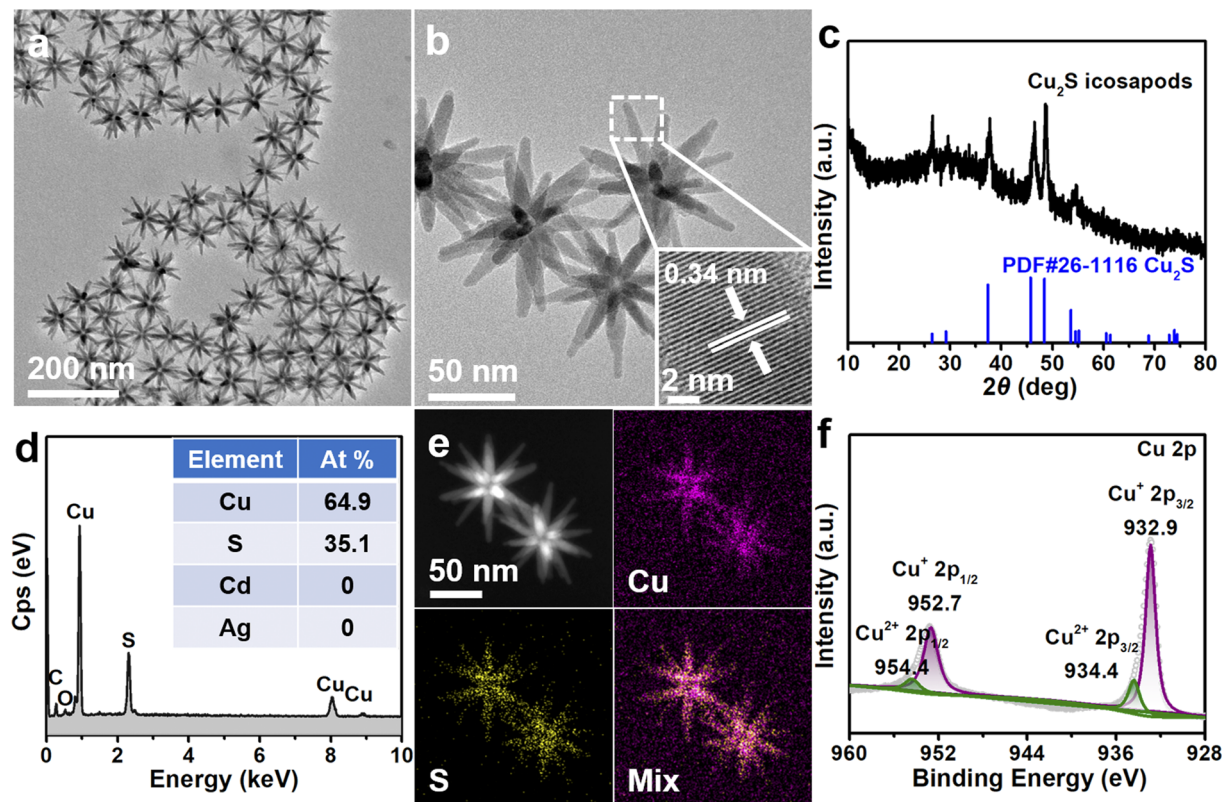 a
200 nm
b
0.34 nm
2 nm
50 nm
c
Cu₂S icosapods
PDF#26-1116 Cu₂S
Intensity (a.u.)
10 20 30 40 50 60 70 80
2θ (deg)
d
Element At %
Cu 64.9
S 35.1
Cd 0
Ag 0
Cu
S
C
O
Cu
Cu
Cps (eV)
0 2 4 6 8 10
Energy (keV)
e
50 nm
Cu
S
Mix
f
Cu 2p
Cu⁺ 2p₃/₂
932.9
Cu⁺ 2p₁/₂
952.7
Cu²⁺ 2p₁/₂
954.4
Cu²⁺ 2p₃/₂
934.4
Intensity (a.u.)
960 952 944 936 928
Binding Energy (eV)